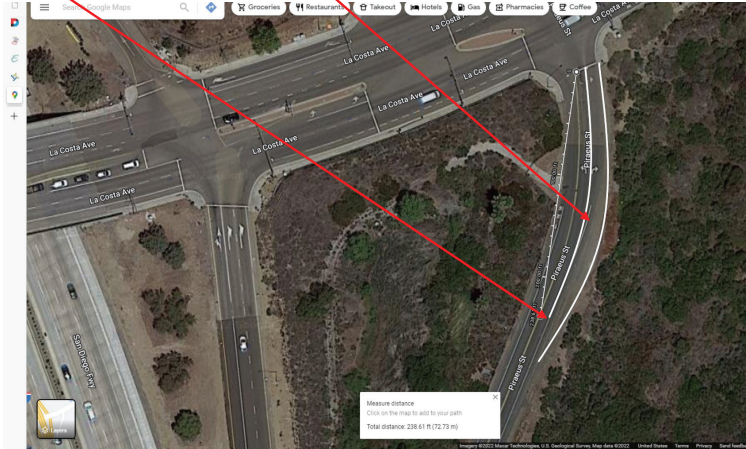 Search Google Maps
Groceries
Restaurants
Takeout
Hotels
Gas
Pharmacies
Coffee
La Costa Ave
La Costa Ave
La Costa Ave
La Costa Ave
La Costa Ave
La Costa Ave
Piraeus St
Piraeus St
Piraeus St
San Diego Fwy
Layers
Measure distance
Click on the map to add to your path
Total distance: 238.61 ft (72.73 m)
Imagery ©2022 Maxar Technologies, U.S. Geological Survey, Map data ©2022 United States Terms Privacy Send feedb